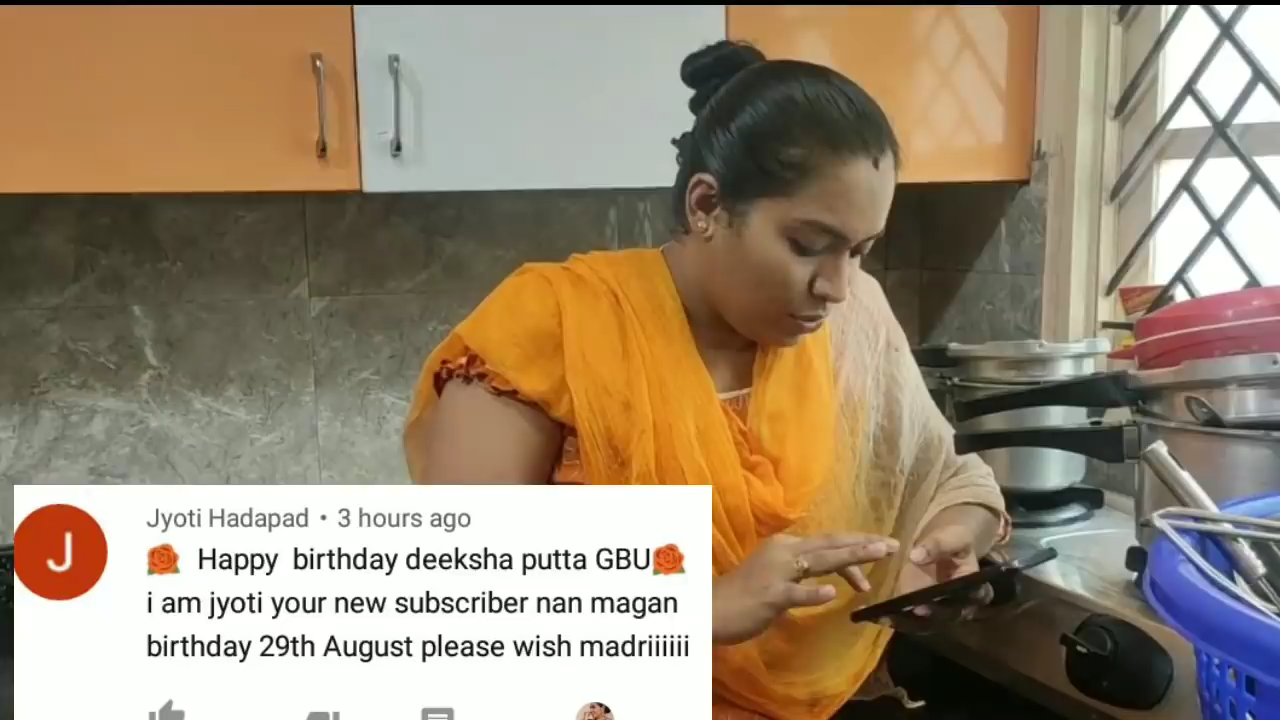 J
Jyoti Hadapad • 3 hours ago
🌹 Happy birthday deeksha putta GBU🌹
i am jyoti your new subscriber nan magan
birthday 29th August please wish madriiiiii